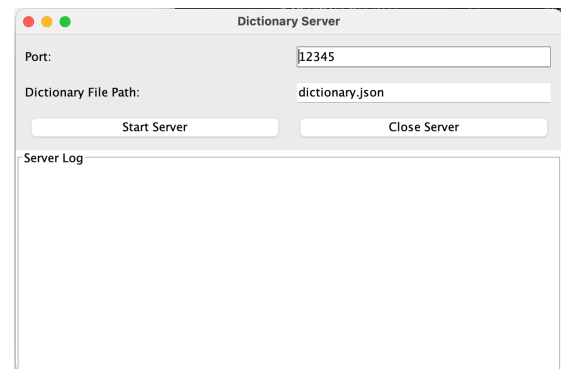 Dictionary Server
Port: 12345
Dictionary File Path: dictionary.json
Start Server Close Server
Server Log